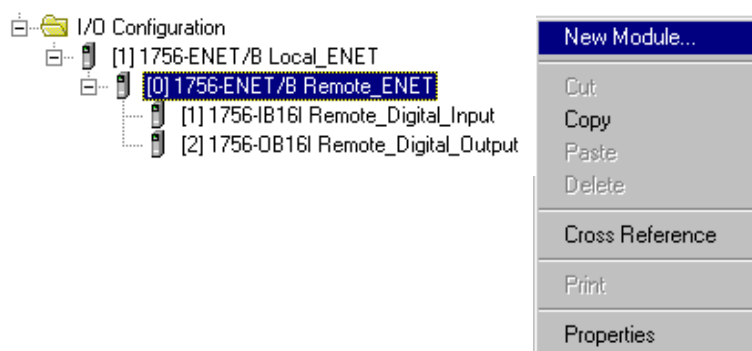 I/O Configuration
[1] 1756-ENET/B Local_ENET
[0] 1756-ENET/B Remote_ENET
[1] 1756-IB16I Remote_Digital_Input
[2] 1756-OB16I Remote_Digital_Output
New Module...
Cut
Copy
Paste
Delete
Cross Reference
Print
Properties